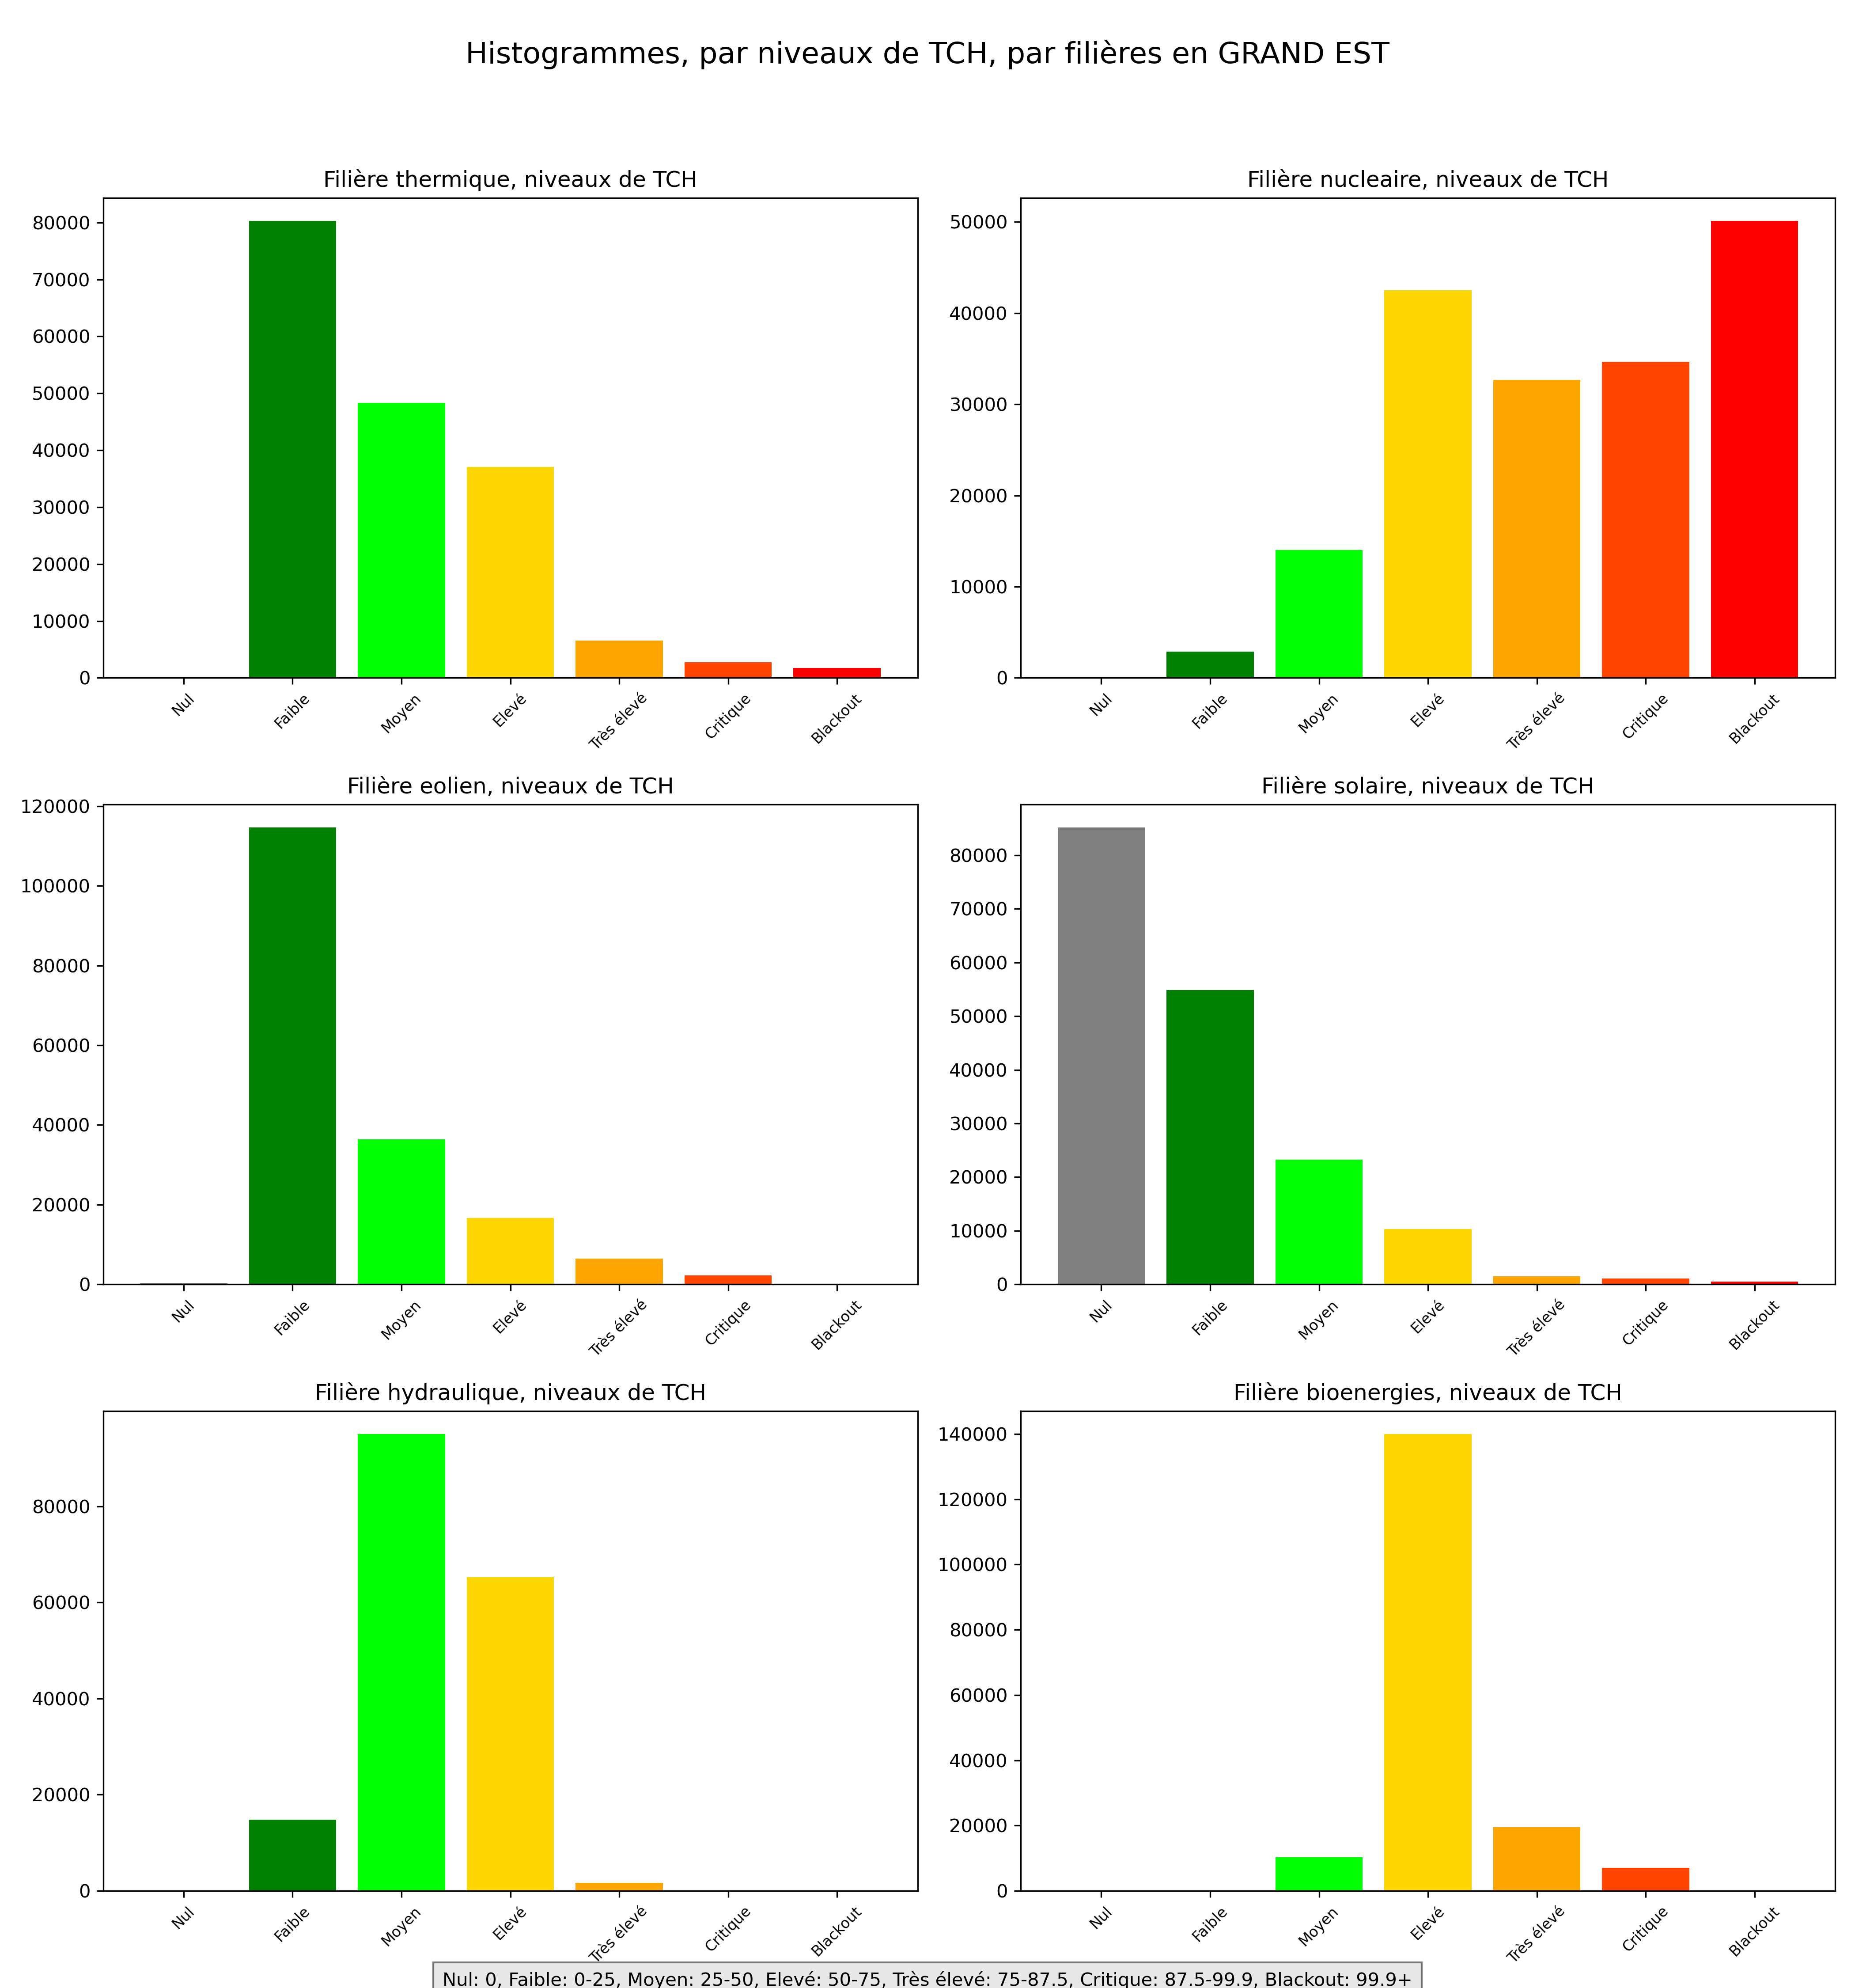 Histogrammes, par niveaux de TCH, par filières en GRAND EST
Filière thermique, niveaux de TCH
80000
70000
60000
50000
40000
30000
20000
10000
0
Nul
Faible
Moyen
Elevé
Très élevé
Critique
Blackout
Filière nucleaire, niveaux de TCH
50000
40000
30000
20000
10000
0
Nul
Faible
Moyen
Elevé
Très élevé
Critique
Blackout
Filière eolien, niveaux de TCH
120000
100000
80000
60000
40000
20000
0
Nul
Faible
Moyen
Elevé
Très élevé
Critique
Blackout
Filière solaire, niveaux de TCH
80000
70000
60000
50000
40000
30000
20000
10000
0
Nul
Faible
Moyen
Elevé
Très élevé
Critique
Blackout
Filière hydraulique, niveaux de TCH
80000
60000
40000
20000
0
Nul
Faible
Moyen
Elevé
Très élevé
Critique
Blackout
Filière bioenergies, niveaux de TCH
140000
120000
100000
80000
60000
40000
20000
0
Nul
Faible
Moyen
Elevé
Très élevé
Critique
Blackout
Nul: 0, Faible: 0-25, Moyen: 25-50, Elevé: 50-75, Très élevé: 75-87.5, Critique: 87.5-99.9, Blackout: 99.9+